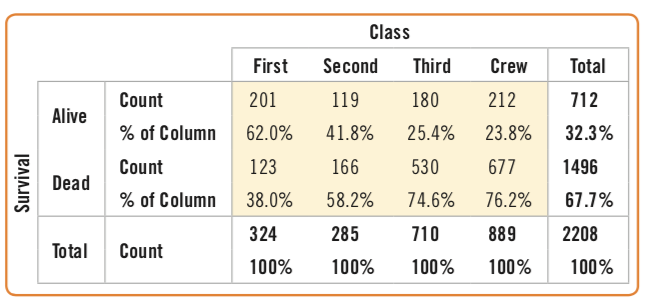 Class
First Second Third Crew Total
Survival
Alive
Count 201 119 180 212 712
% of Column 62.0% 41.8% 25.4% 23.8% 32.3%
Dead
Count 123 166 530 677 1496
% of Column 38.0% 58.2% 74.6% 76.2% 67.7%
Total
Count
324 285 710 889 2208
100% 100% 100% 100% 100%